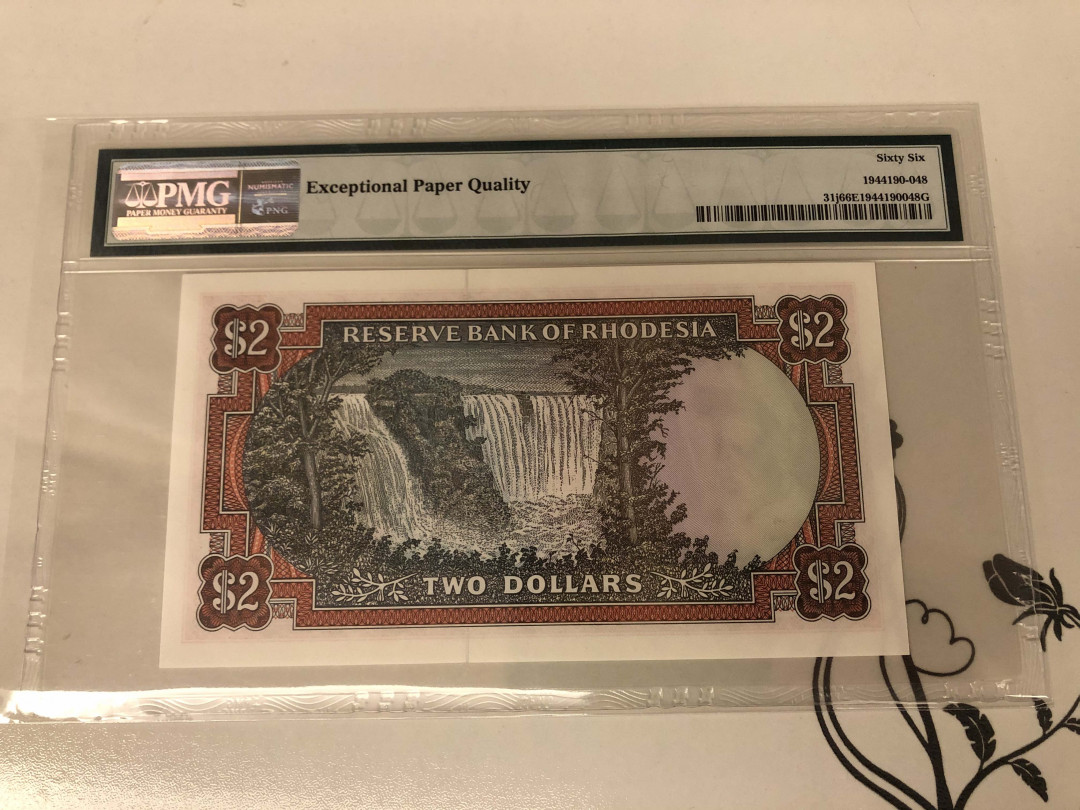 PMG
PAPER MONEY GUARANTY
NUMISMATIC
PNG
Exceptional Paper Quality
Sixty Six
1944190-048
31j66E1944190048G
$2
RESERVE BANK OF RHODESIA
$2
$2
TWO DOLLARS
$2